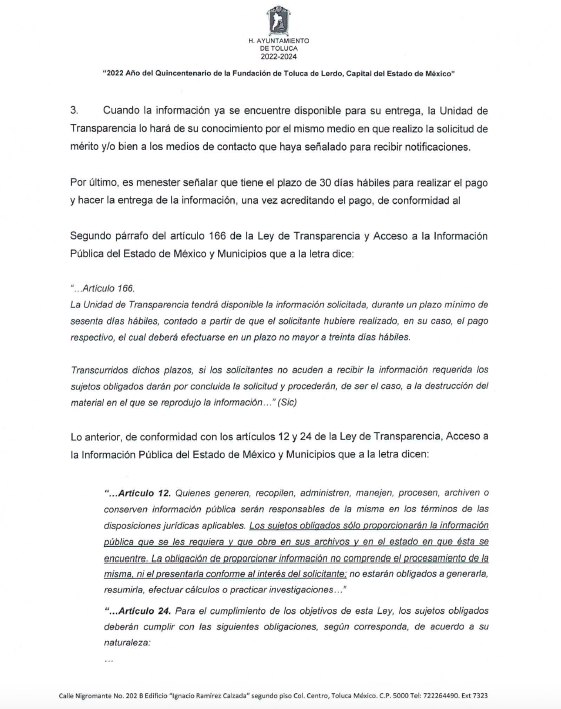 H. AYUNTAMIENTO
DE TOLUCA
2022-2024
"2022 Año del Quincentenario de la Fundación de Toluca de Lerdo, Capital del Estado de México"
3. Cuando la información ya se encuentre disponible para su entrega, la Unidad de
Transparencia lo hará de su conocimiento por el mismo medio en que realizo la solicitud de
mérito y/o bien a los medios de contacto que haya señalado para recibir notificaciones.
Por último, es menester señalar que tiene el plazo de 30 días hábiles para realizar el pago
y hacer la entrega de la información, una vez acreditando el pago, de conformidad al
Segundo párrafo del artículo 166 de la Ley de Transparencia y Acceso a la Información
Pública del Estado de México y Municipios que a la letra dice:
"…Artículo 166.
La Unidad de Transparencia tendrá disponible la información solicitada, durante un plazo mínimo de
sesenta días hábiles, contado a partir de que el solicitante hubiere realizado, en su caso, el pago
respectivo, el cual deberá efectuarse en un plazo no mayor a treinta días hábiles.
Transcurridos dichos plazos, si los solicitantes no acuden a recibir la información requerida los
sujetos obligados darán por concluida la solicitud y procederán, de ser el caso, a la destrucción del
material en el que se reprodujo la información…" (Sic)
Lo anterior, de conformidad con los artículos 12 y 24 de la Ley de Transparencia, Acceso a
la Información Pública del Estado de México y Municipios que a la letra dicen:
"…Artículo 12. Quienes generen, recopilen, administren, manejen, procesen, archiven o
conserven información pública serán responsables de la misma en los términos de las
disposiciones jurídicas aplicables. Los sujetos obligados sólo proporcionarán la información
pública que se les requiera y que obre en sus archivos y en el estado en que ésta se
encuentre. La obligación de proporcionar información no comprende el procesamiento de la
misma, ni el presentarla conforme al interés del solicitante; no estarán obligados a generarla,
resumirla, efectuar cálculos o practicar investigaciones…"
"…Artículo 24. Para el cumplimiento de los objetivos de esta Ley, los sujetos obligados
deberán cumplir con las siguientes obligaciones, según corresponda, de acuerdo a su
naturaleza:
…
Calle Nigromante No. 202 B Edificio "Ignacio Ramírez Calzada" segundo piso Col. Centro, Toluca México. C.P. 5000 Tel: 722264490. Ext 7323